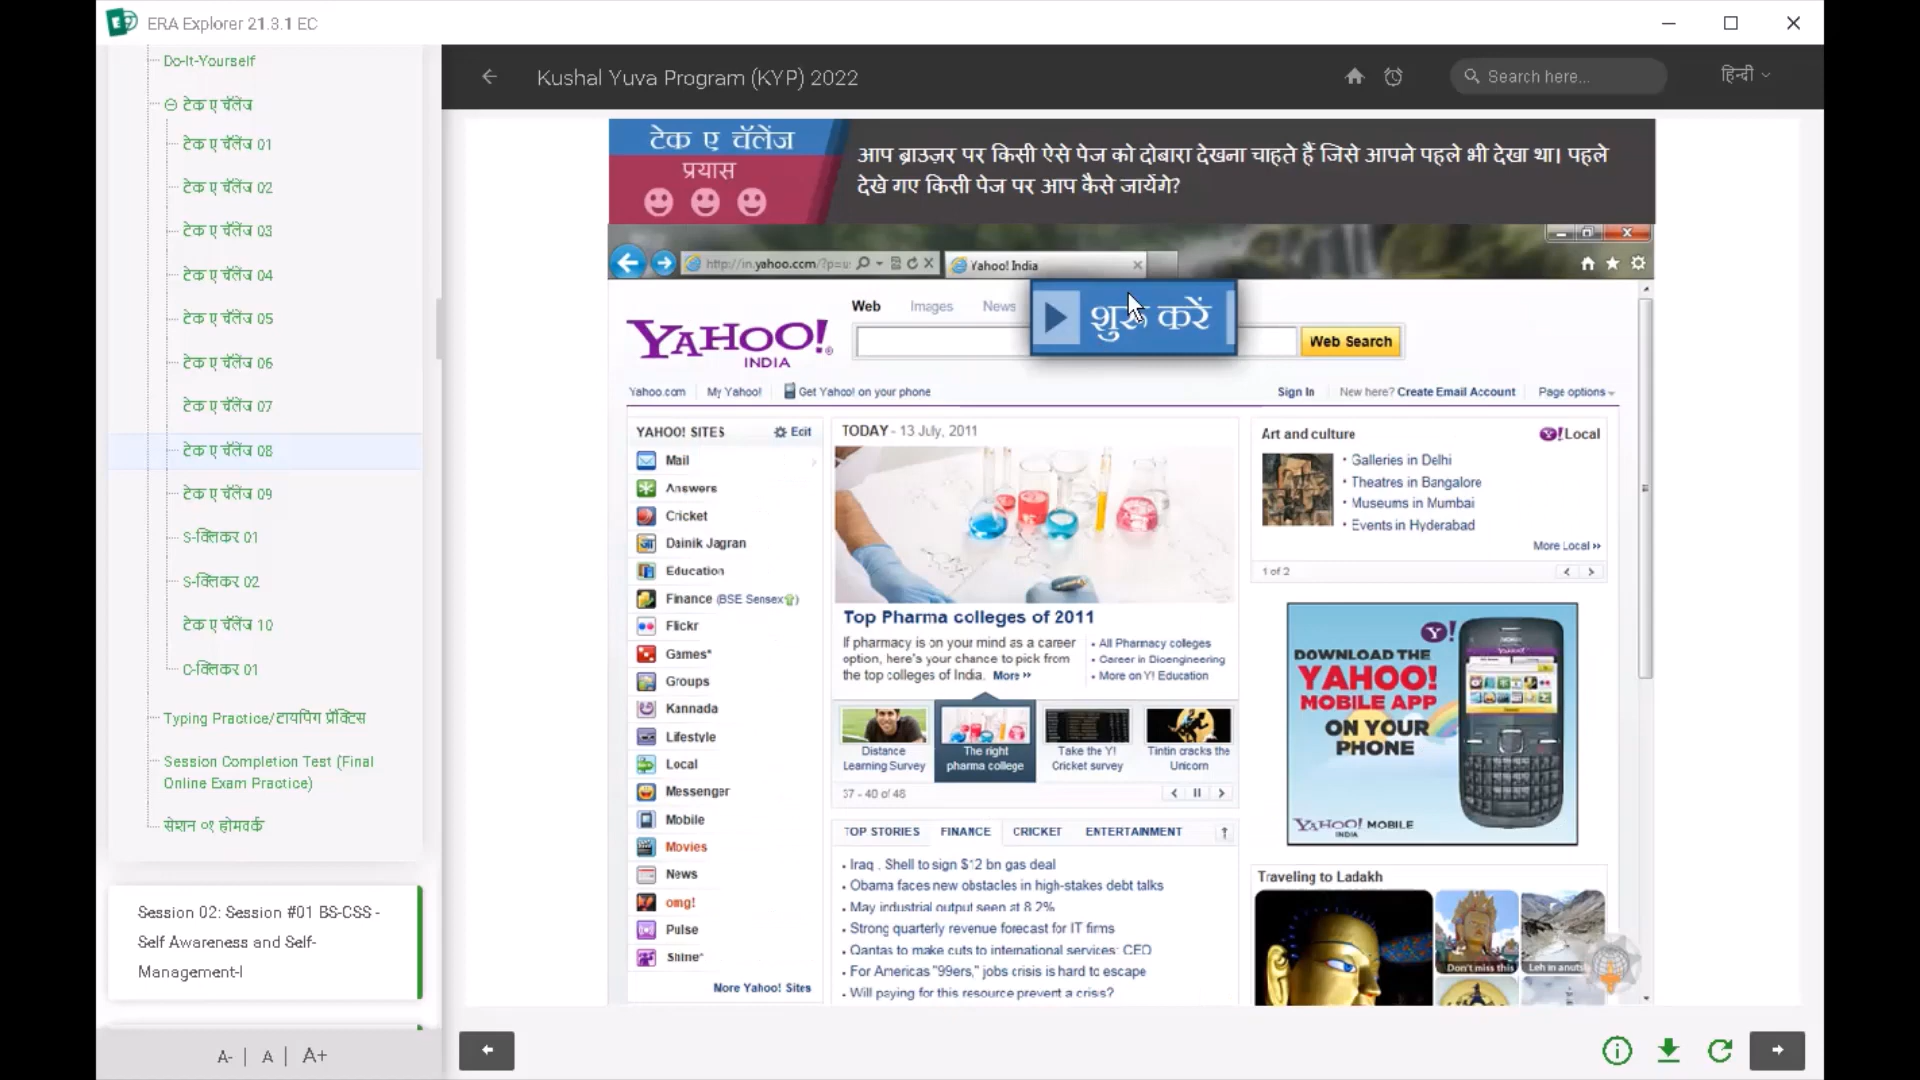 ERA Explorer 21.3.1 EC
Do-It-Yourself
टेक ए चॅलेंज
टेक ए चॅलेंज 01
टेक ए चॅलेंज 02
टेक ए चॅलेंज 03
टेक ए चॅलेंज 04
टेक ए चॅलेंज 05
टेक ए चॅलेंज 06
टेक ए चॅलेंज 07
टेक ए चॅलेंज 08
टेक ए चॅलेंज 09
S-क्लिकर 01
S-क्लिकर 02
टेक ए चॅलेंज 10
C-क्लिकर 01
Typing Practice/टायपिंग प्रॅक्टिस
Session Completion Test (Final
Online Exam Practice)
सेशन ०१ होमवर्क
Session 02: Session #01 BS-CSS -
Self Awareness and Self-
Management-I
A- | A | A+
Kushal Yuva Program (KYP) 2022
Search here...
हिन्दी
टेक ए चॅलेंज
प्रयास
आप ब्राउज़र पर किसी ऐसे पेज को दोबारा देखना चाहते हैं जिसे आपने पहले भी देखा था। पहले
देखे गए किसी पेज पर आप कैसे जायेंगे?
http://in.yahoo.com/?p=u
Yahoo! India
Web Images News
शुरू करें
YAHOO!
INDIA
Web Search
Yahoo.com My Yahoo! Get Yahoo! on your phone
Sign In New here? Create Email Account Page options
YAHOO! SITES Edit
Mail
Answers
Cricket
Dainik Jagran
Education
Finance (BSE Sensex)
Flickr
Games*
Groups
Kannada
Lifestyle
Local
Messenger
Mobile
Movies
News
omg!
Pulse
Shine*
More Yahoo! Sites
TODAY - 13 July, 2011
Top Pharma colleges of 2011
If pharmacy is on your mind as a career
option, here's your chance to pick from
the top colleges of India. More »
• All Pharmacy colleges
• Career in Bioengineering
• More on Y! Education
Distance
Learning Survey
The right
pharma college
Take the Y!
Cricket survey
Tintin cracks the
Unicorn
37 - 40 of 48
TOP STORIES FINANCE CRICKET ENTERTAINMENT
• Iraq , Shell to sign $12 bn gas deal
• Obama faces new obstacles in high-stakes debt talks
• May industrial output seen at 8.2%
• Strong quarterly revenue forecast for IT firms
• Qantas to make cuts to international services: CEO
• For Americas "99ers," jobs crisis is hard to escape
• Will paying for this resource prevent a crisis?
Art and culture
Y! Local
• Galleries in Delhi
• Theatres in Bangalore
• Museums in Mumbai
• Events in Hyderabad
More Local »
1 of 2
Y!
DOWNLOAD THE
YAHOO!
MOBILE APP
ON YOUR
PHONE
YAHOO! MOBILE
INDIA
NOKIA
Traveling to Ladakh
Don't miss this
Leh in